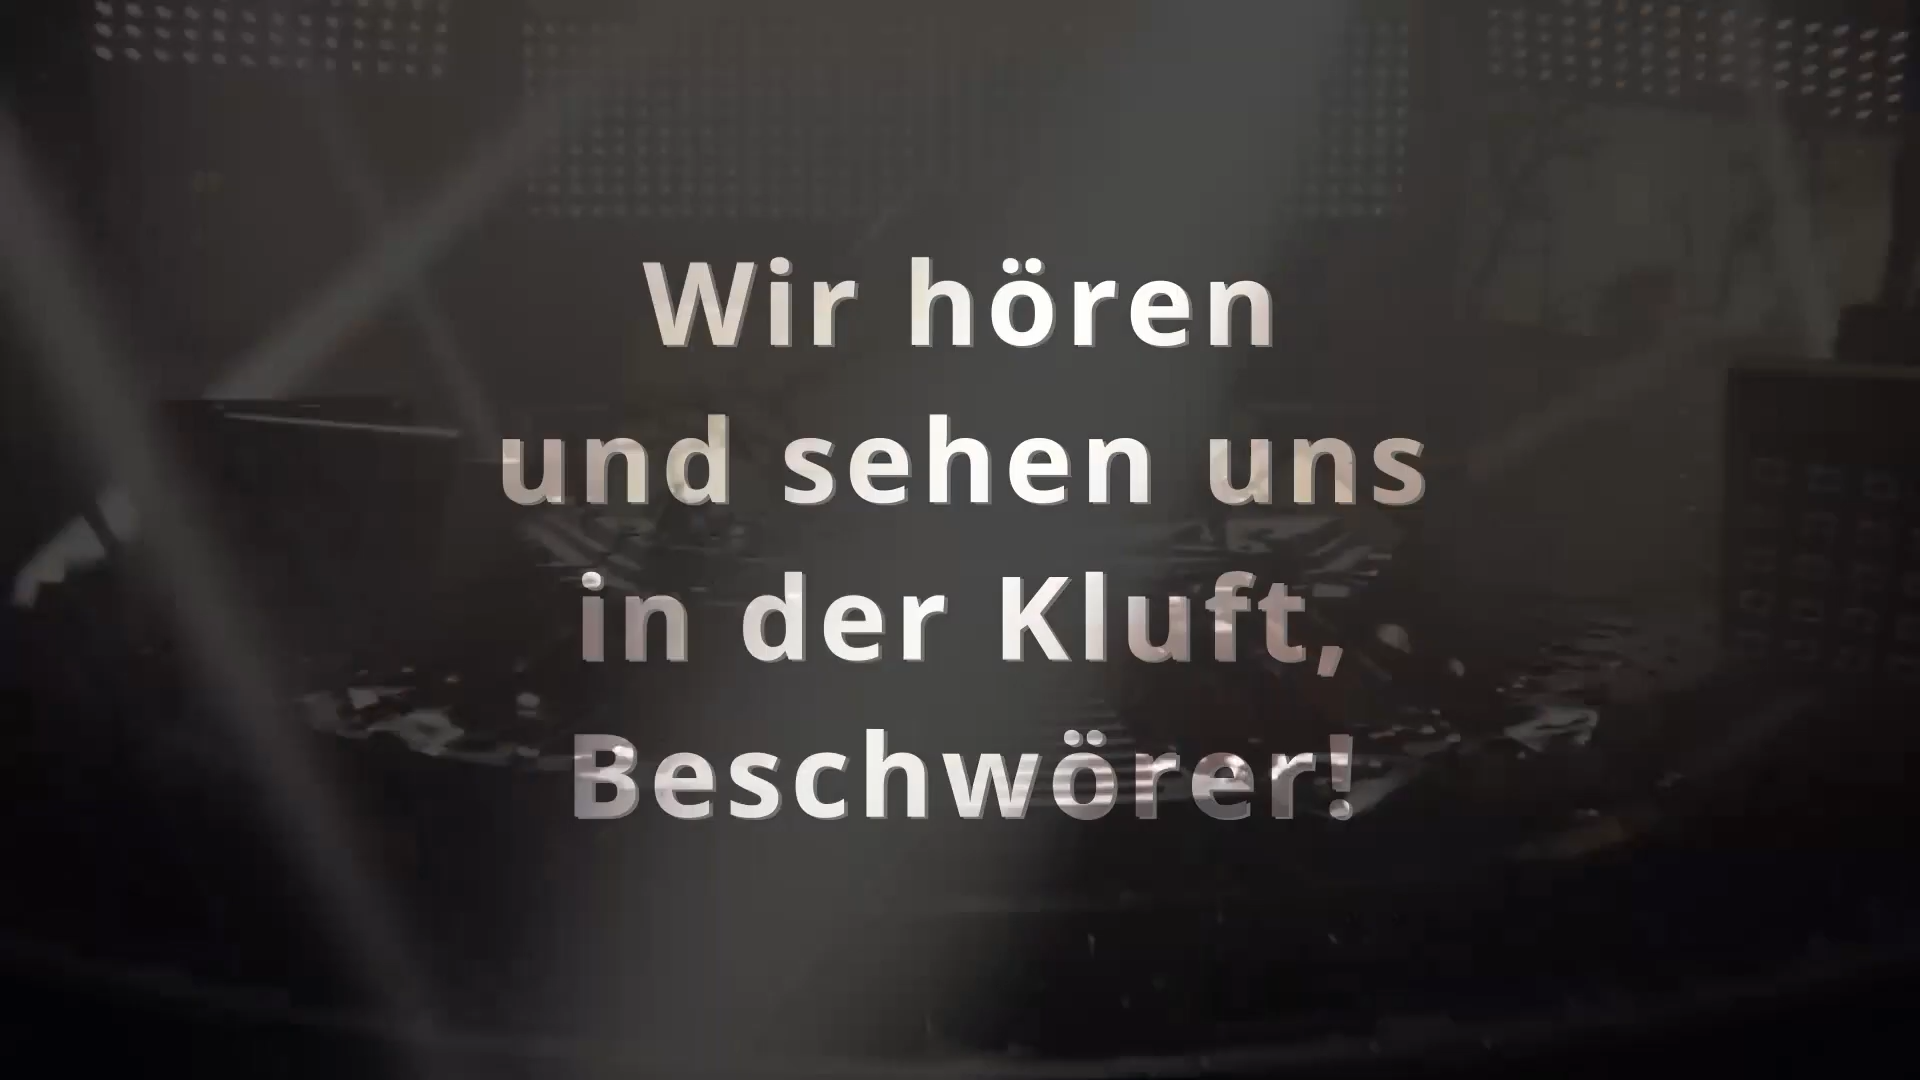 Wir hören
und sehen uns
in der Kluft,
Beschwörer!